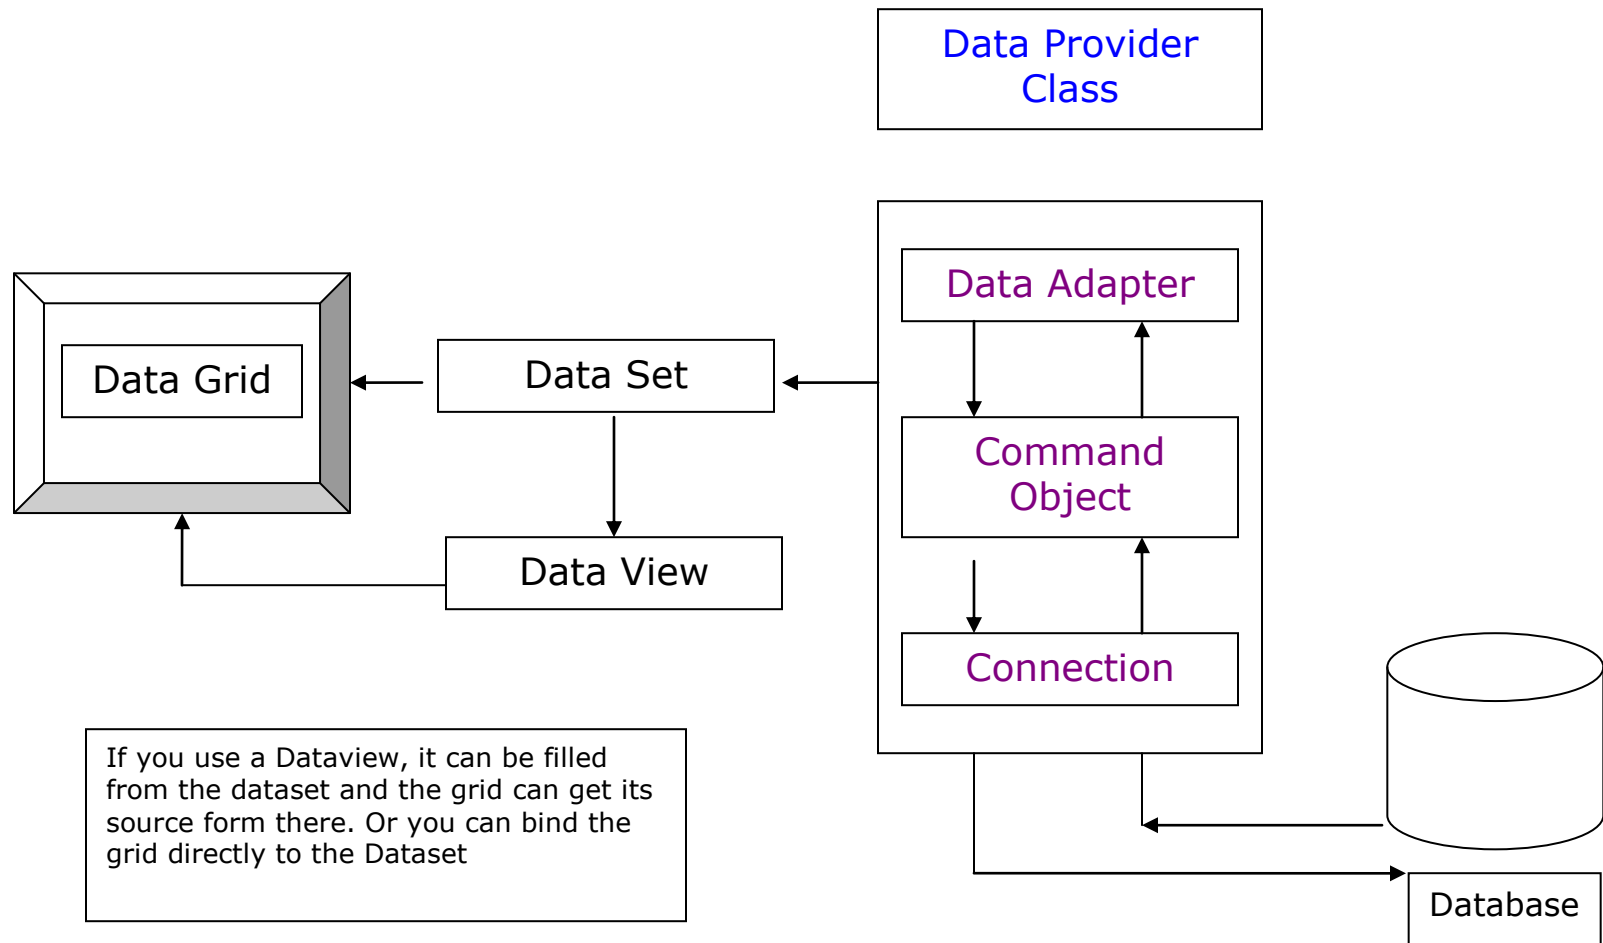 Data Provider
Class
Data Adapter
Data Grid
Data Set
Command
Object
Data View
Connection
If you use a Dataview, it can be filled
from the dataset and the grid can get its
source form there. Or you can bind the
grid directly to the Dataset
Database